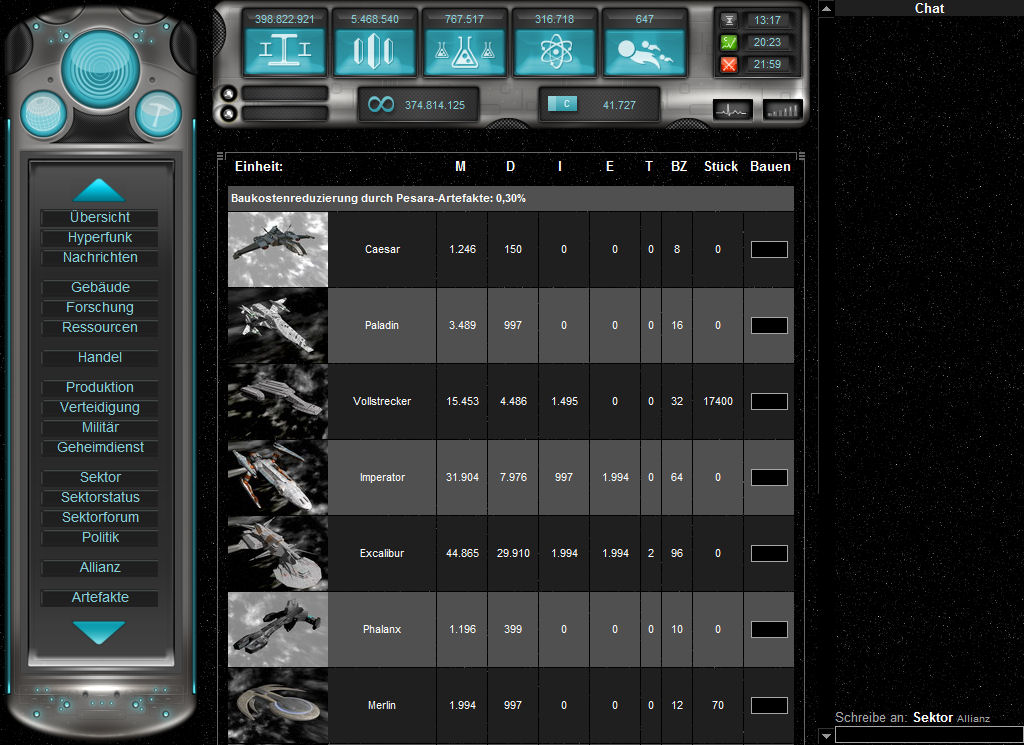 398.822.921 5.468.540 767.517 316.718 647
13:17
20:23
21:59
374.814.125 C 41.727
Übersicht
Hyperfunk
Nachrichten
Gebäude
Forschung
Ressourcen
Handel
Produktion
Verteidigung
Militär
Geheimdienst
Sektor
Sektorstatus
Sektorforum
Politik
Allianz
Artefakte
Einheit: M D I E T BZ Stück Bauen
Baukostenreduzierung durch Pesara-Artefakte: 0,30%
Caesar 1.246 150 0 0 0 8 0
Paladin 3.489 997 0 0 0 16 0
Vollstrecker 15.453 4.486 1.495 0 0 32 17400
Imperator 31.904 7.976 997 1.994 0 64 0
Excalibur 44.865 29.910 1.994 1.994 2 96 0
Phalanx 1.196 399 0 0 0 10 0
Merlin 1.994 997 0 0 0 12 70
Chat
Schreibe an: Sektor Allianz